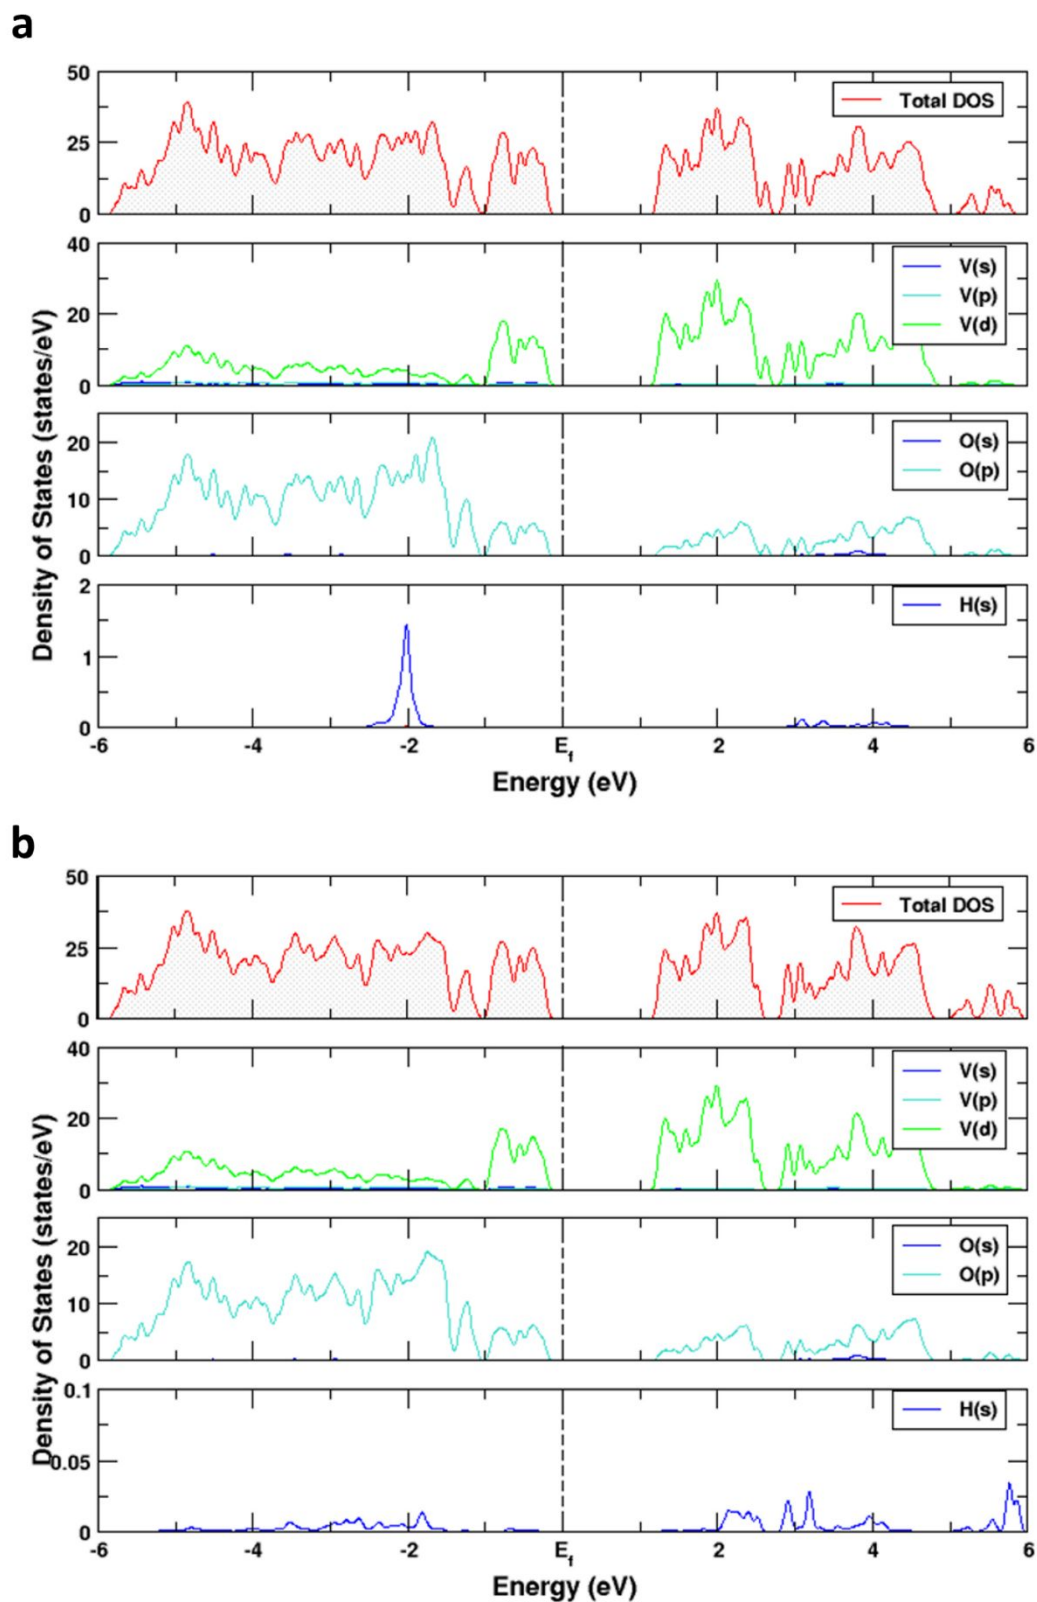 a
50
25
0
Total DOS
40
20
0
V(s)
V(p)
V(d)
20
10
0
O(s)
O(p)
2
1
0
H(s)
-6 -4 -2 Ef 2 4 6
Energy (eV)
Density of States (states/eV)
b
50
25
0
Total DOS
40
20
0
V(s)
V(p)
V(d)
20
10
0
O(s)
O(p)
0.1
0.05
0
H(s)
-6 -4 -2 Ef 2 4 6
Energy (eV)
Density of States (states/eV)